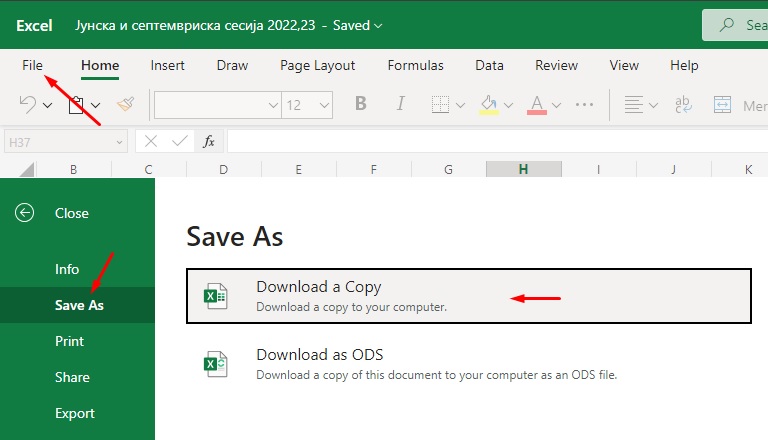 Excel Јунска и септемвриска сесија 2022,23 - Saved Sea
File Home Insert Draw Page Layout Formulas Data Review View Help
12 B I A ab Mer
H37 fx
B C D E F G H I J K
Close
Save As
Info
Download a Copy
Download a copy to your computer.
Save As
Print
Download as ODS
Download a copy of this document to your computer as an ODS file.
Share
Export